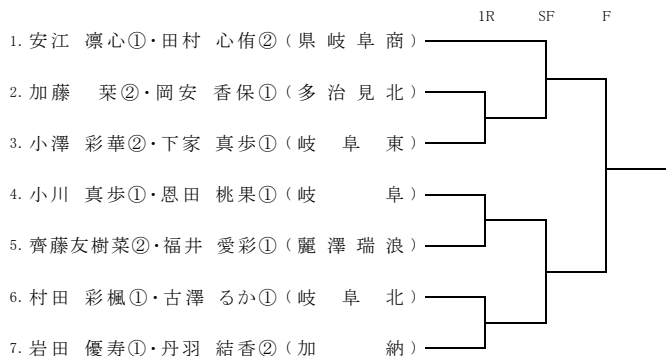 1R SF F
1. 安江 凛心①・田村 心侑②（県岐阜商）
2. 加藤 栞②・岡安 香保①（多治見北）
3. 小澤 彩華②・下家 真歩①（岐阜東）
4. 小川 真歩①・恩田 桃果①（岐阜）
5. 齊藤友樹菜②・福井 愛彩①（麗澤瑞浪）
6. 村田 彩楓①・古澤 るか①（岐阜北）
7. 岩田 優寿①・丹羽 結香②（加納）